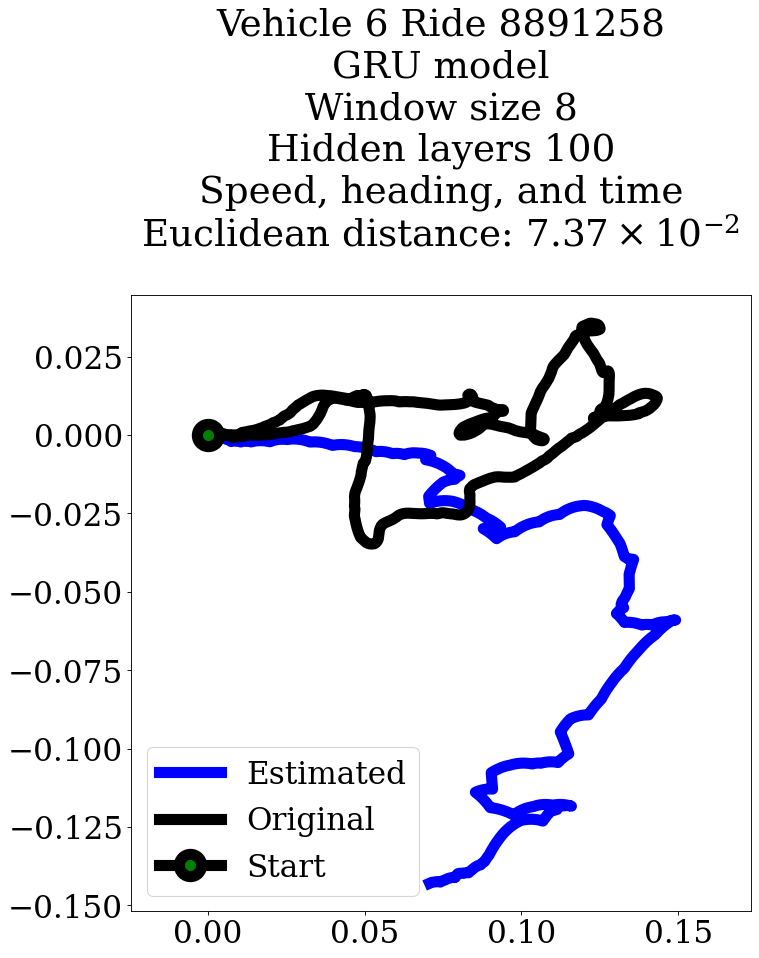 Vehicle 6 Ride 8891258
GRU model
Window size 8
Hidden layers 100
Speed, heading, and time
Euclidean distance: 7.37 × 10⁻²
0.025
0.000
−0.025
−0.050
−0.075
−0.100
−0.125
−0.150
Estimated
Original
Start
0.00 0.05 0.10 0.15